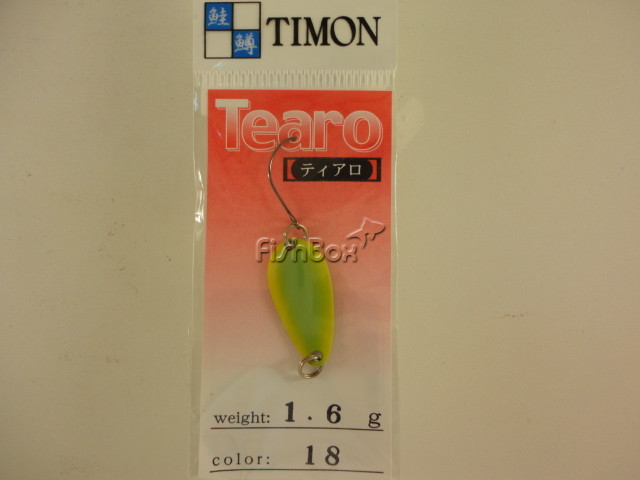 鮭 TIMON
鱒
Tearo
【ティアロ】
FishBox
weight: 1.6 g
color: 18